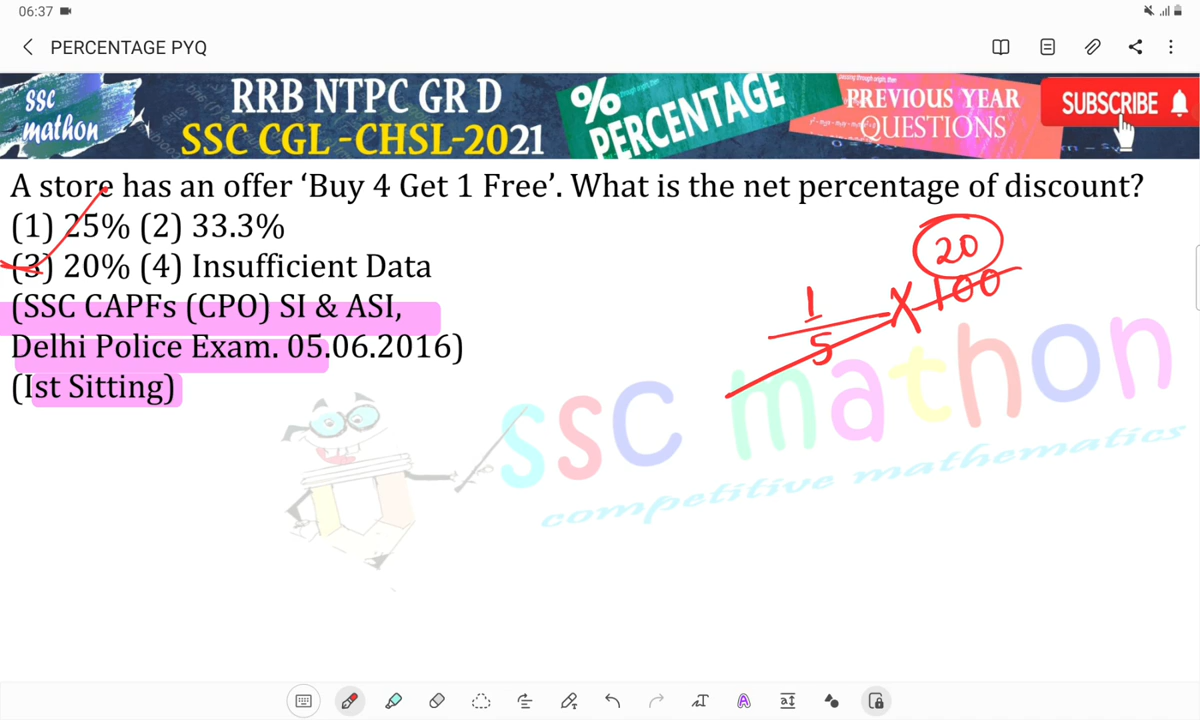 06:37
PERCENTAGE PYQ
SSC mathon
RRB NTPC GR D
SSC CGL -CHSL-2021
% PERCENTAGE
PREVIOUS YEAR
QUESTIONS
SUBSCRIBE
A store has an offer ‘Buy 4 Get 1 Free’. What is the net percentage of discount?
(1) 25% (2) 33.3%
(3) 20% (4) Insufficient Data
(SSC CAPFs (CPO) SI & ASI,
Delhi Police Exam. 05.06.2016)
(Ist Sitting)
20
1/5 × 100
ssc mathon
competitive mathematics